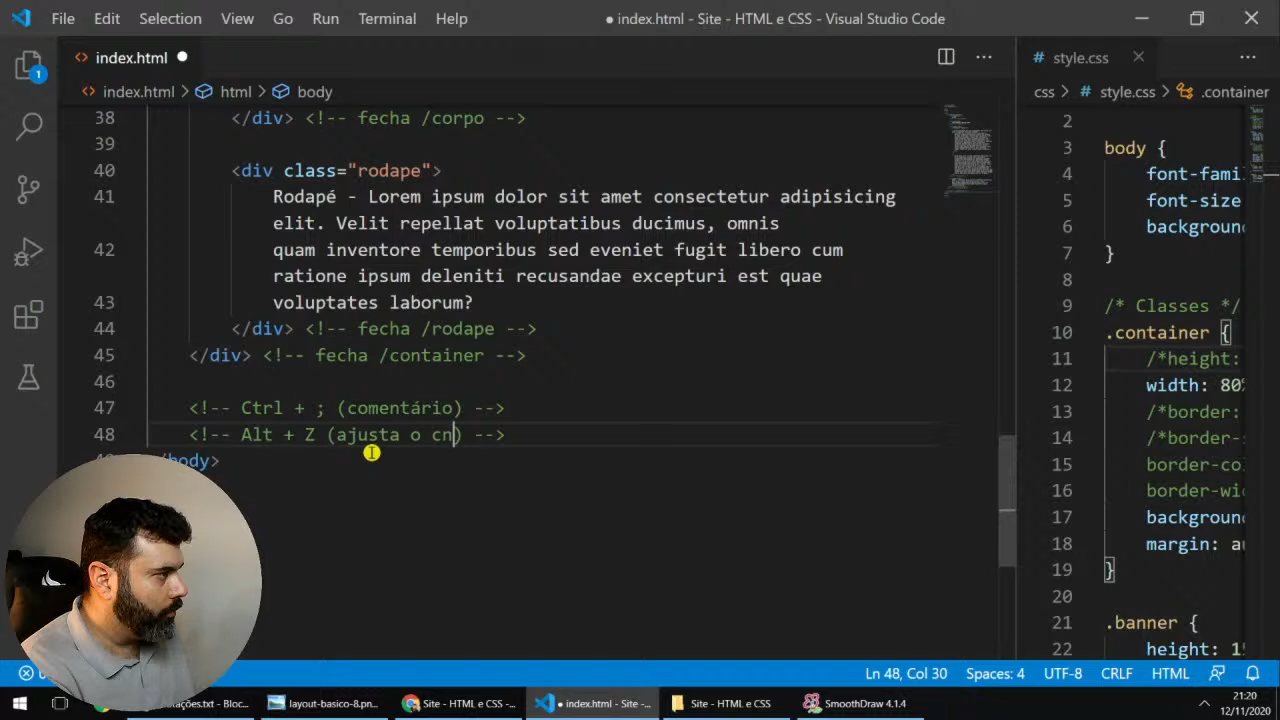 File Edit Selection View Go Run Terminal Help ● index.html - Site - HTML e CSS - Visual Studio Code
index.html
style.css
index.html > html > body
css > # style.css > .container
1
38 </div> <!-- fecha /corpo -->
39
40 <div class="rodape">
41 Rodapé - Lorem ipsum dolor sit amet consectetur adipisicing
elit. Velit repellat voluptatibus ducimus, omnis
42 quam inventore temporibus sed eveniet fugit libero cum
ratione ipsum deleniti recusandae excepturi est quae
43 voluptates laborum?
44 </div> <!-- fecha /rodape -->
45 </div> <!-- fecha /container -->
46
47 <!-- Ctrl + ; (comentário) -->
48 <!-- Alt + Z (ajusta o cn) -->
body>
2
3 body {
4 font-famil
5 font-size
6 background
7 }
8
9 /* Classes */
10 .container {
11 /*height:
12 width: 80%
13 /*border:
14 /*border-s
15 border-co
16 border-wi
17 background
18 margin: au
19 }
20
21 .banner {
22 height: 1
Ln 48, Col 30 Spaces: 4 UTF-8 CRLF HTML
tações.txt - Bloc...
layout-basico-8.pn...
Site - HTML e CSS -...
● index.html - Site -...
Site - HTML e CSS
SmoothDraw 4.1.4
21:20
12/11/2020